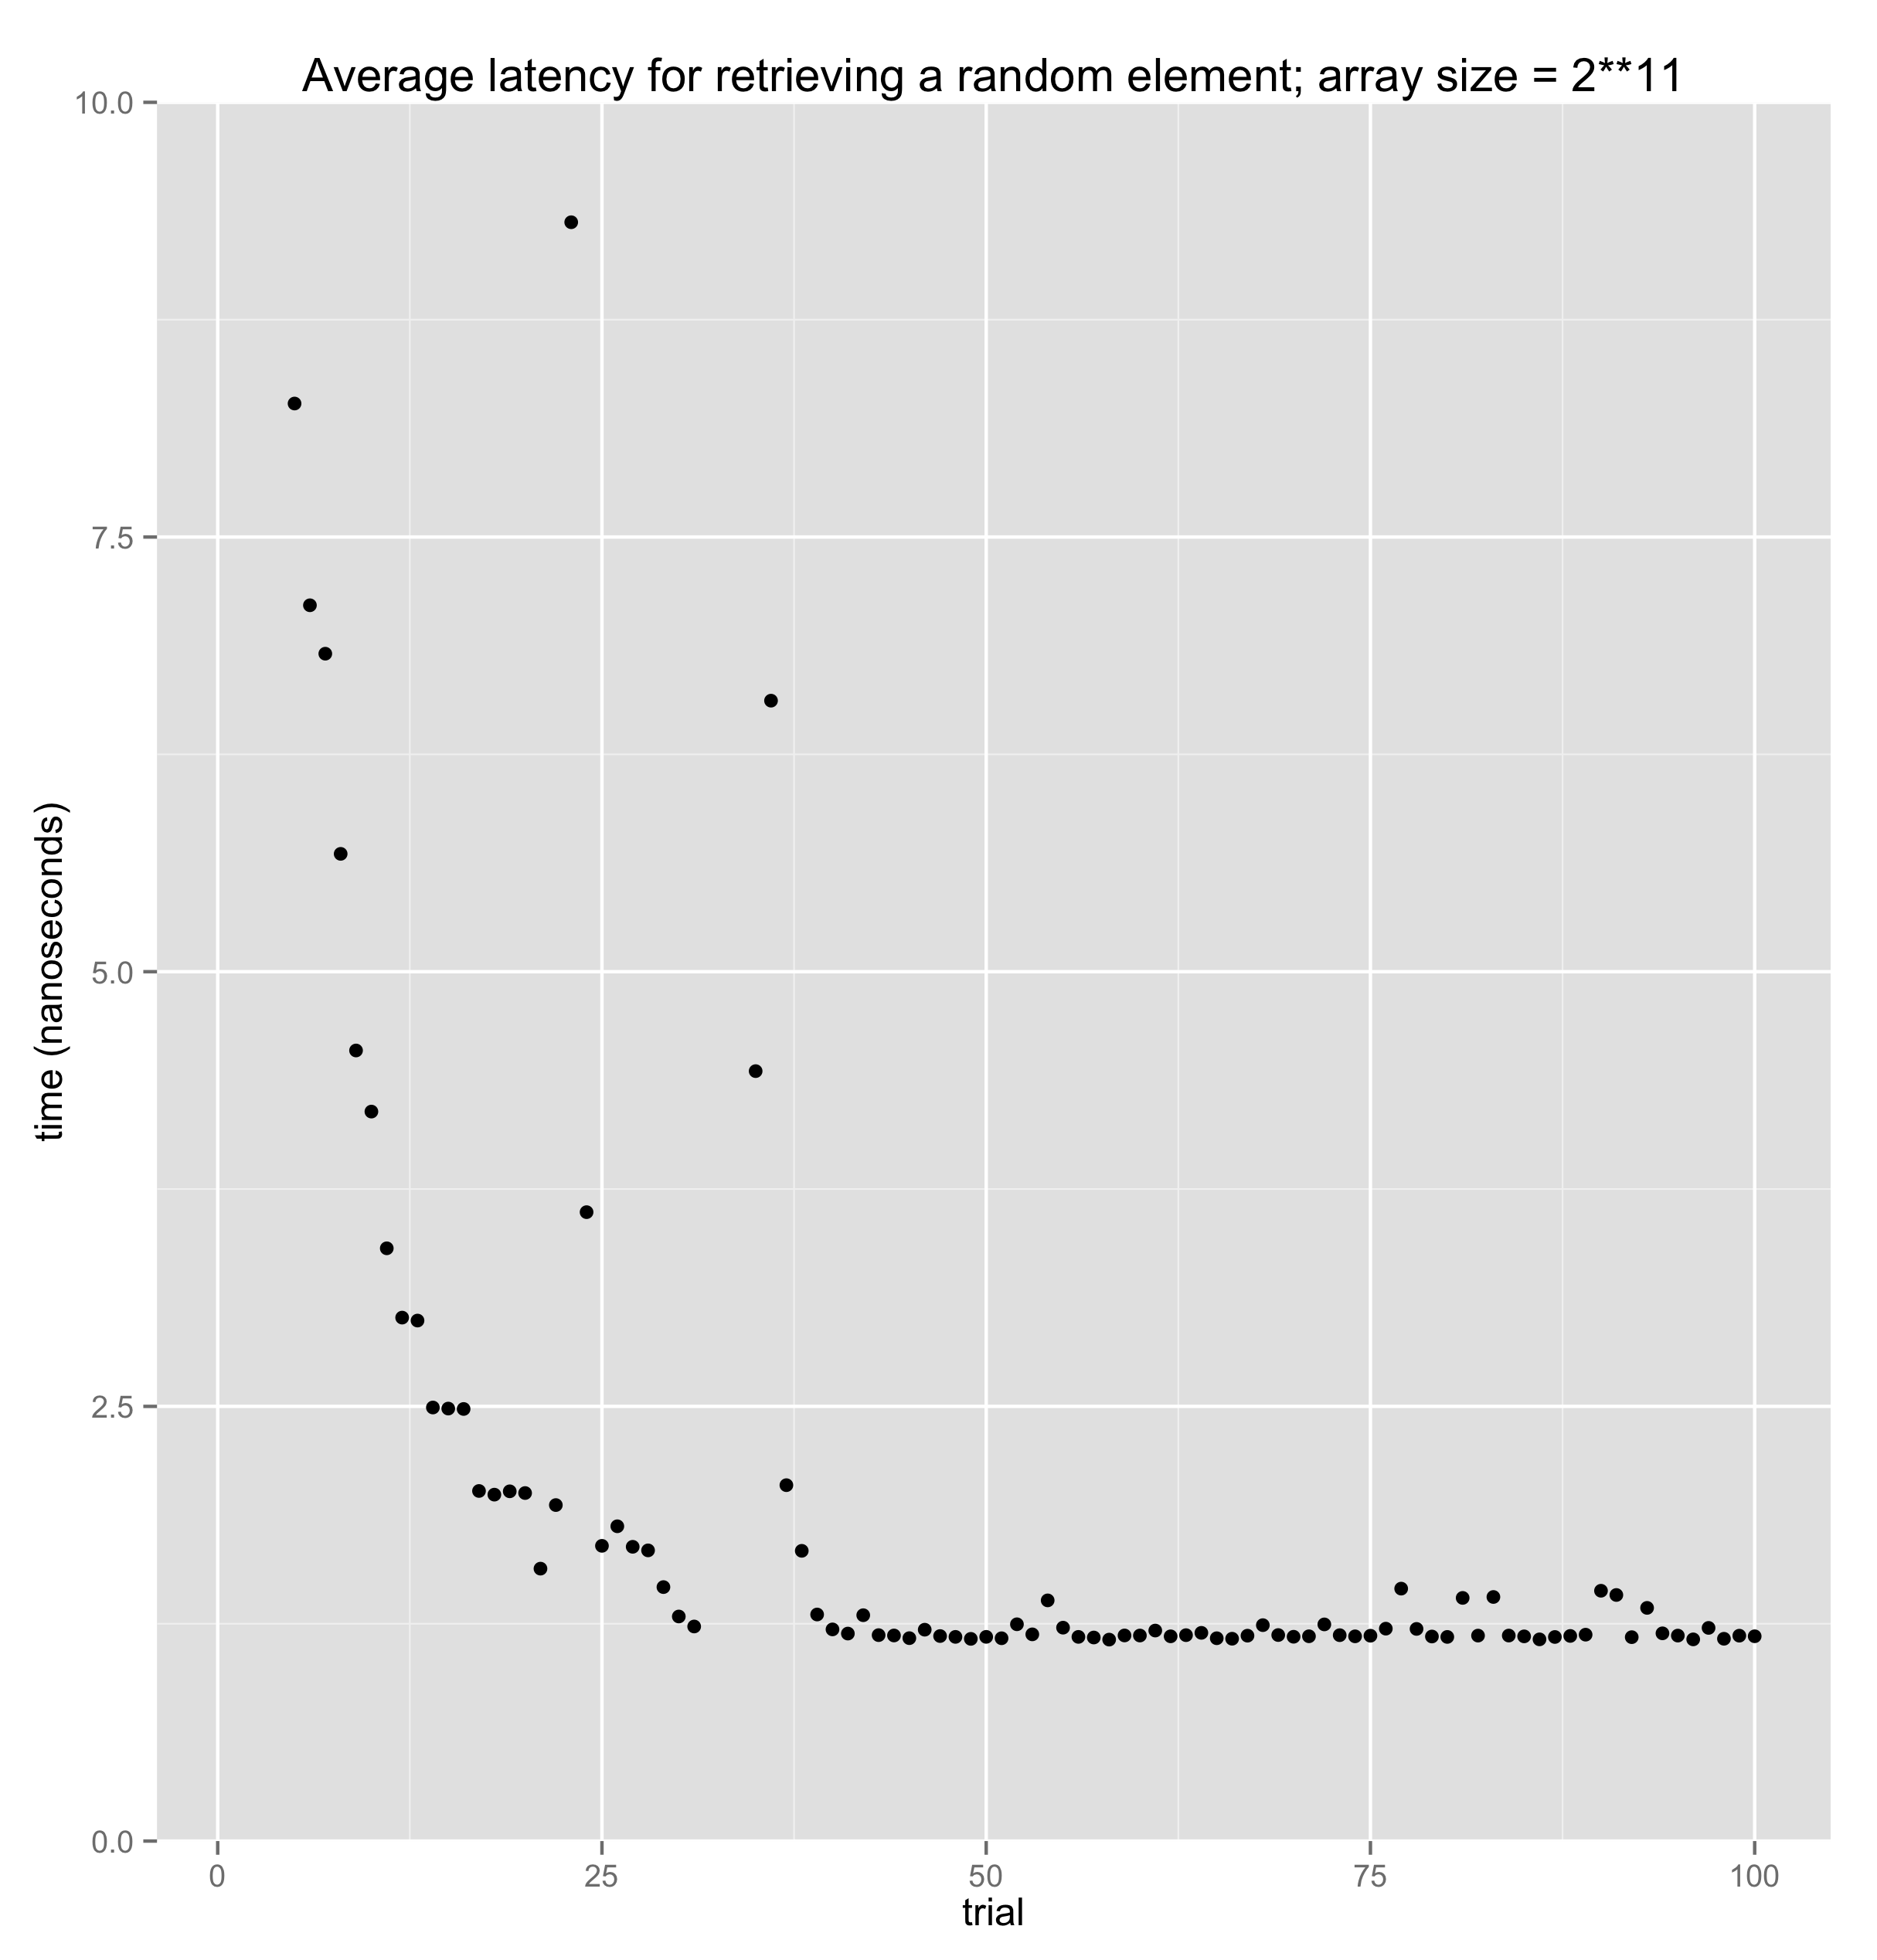 Average latency for retrieving a random element; array size = 2**11
10.0
7.5
5.0
2.5
0.0
time (nanoseconds)
0 25 50 75 100
trial